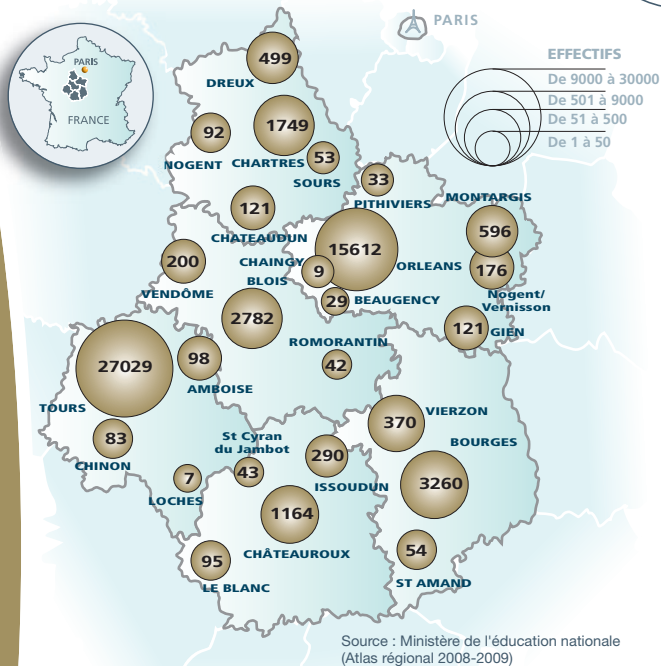 PARIS
PARIS
FRANCE
EFFECTIFS
De 9000 à 30000
De 501 à 9000
De 51 à 500
De 1 à 50
499
DREUX
92
NOGENT
1749
CHARTRES
53
SOURS
33
PITHIVIERS
MONTARGIS
596
121
CHATEAUDUN
15612
ORLEANS
CHAINGY
9
176
Nogent/
Vernisson
200
VENDÔME
BLOIS
2782
29
BEAUGENCY
121
GIEN
ROMORANTIN
42
27029
TOURS
98
AMBOISE
83
CHINON
370
VIERZON
BOURGES
3260
St Cyran
du Jambot
43
290
ISSOUDUN
7
LOCHES
1164
CHÂTEAUROUX
95
LE BLANC
54
ST AMAND
Source : Ministère de l'éducation nationale
(Atlas régional 2008-2009)